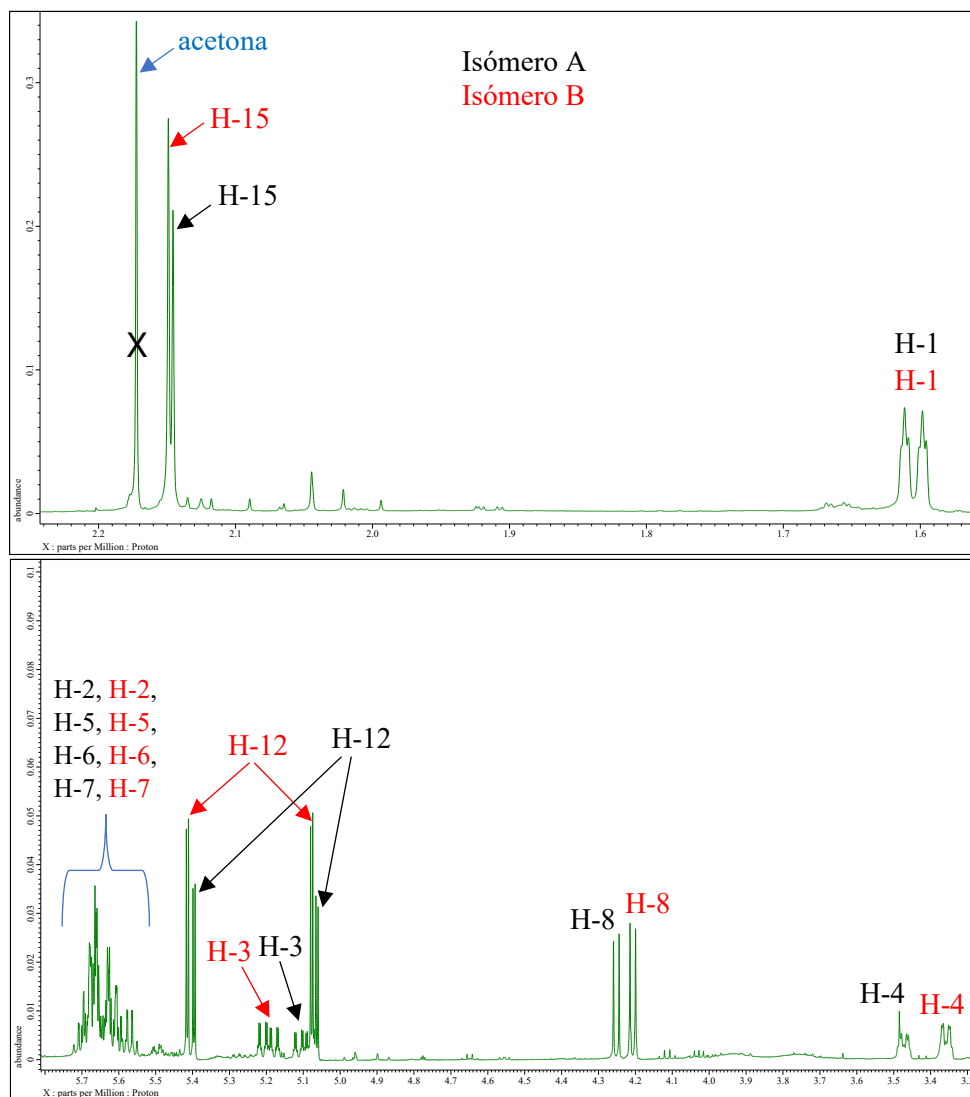 acetona
Isómero A
Isómero B
H-15
H-15
X
H-1
H-1
0.3
0.2
0.1
0
abundance
2.2 2.1 2.0 1.9 1.8 1.7 1.6
X : parts per Million : Proton
H-2, H-2,
H-5, H-5,
H-6, H-6,
H-7, H-7
H-12
H-12
H-3
H-3
H-8
H-8
H-4
H-4
0.1
0.09
0.08
0.07
0.06
0.05
0.04
0.03
0.02
0.01
0
abundance
5.7 5.6 5.5 5.4 5.3 5.2 5.1 5.0 4.9 4.8 4.7 4.6 4.5 4.4 4.3 4.2 4.1 4.0 3.9 3.8 3.7 3.6 3.5 3.4 3.3 3.2
X : parts per Million : Proton